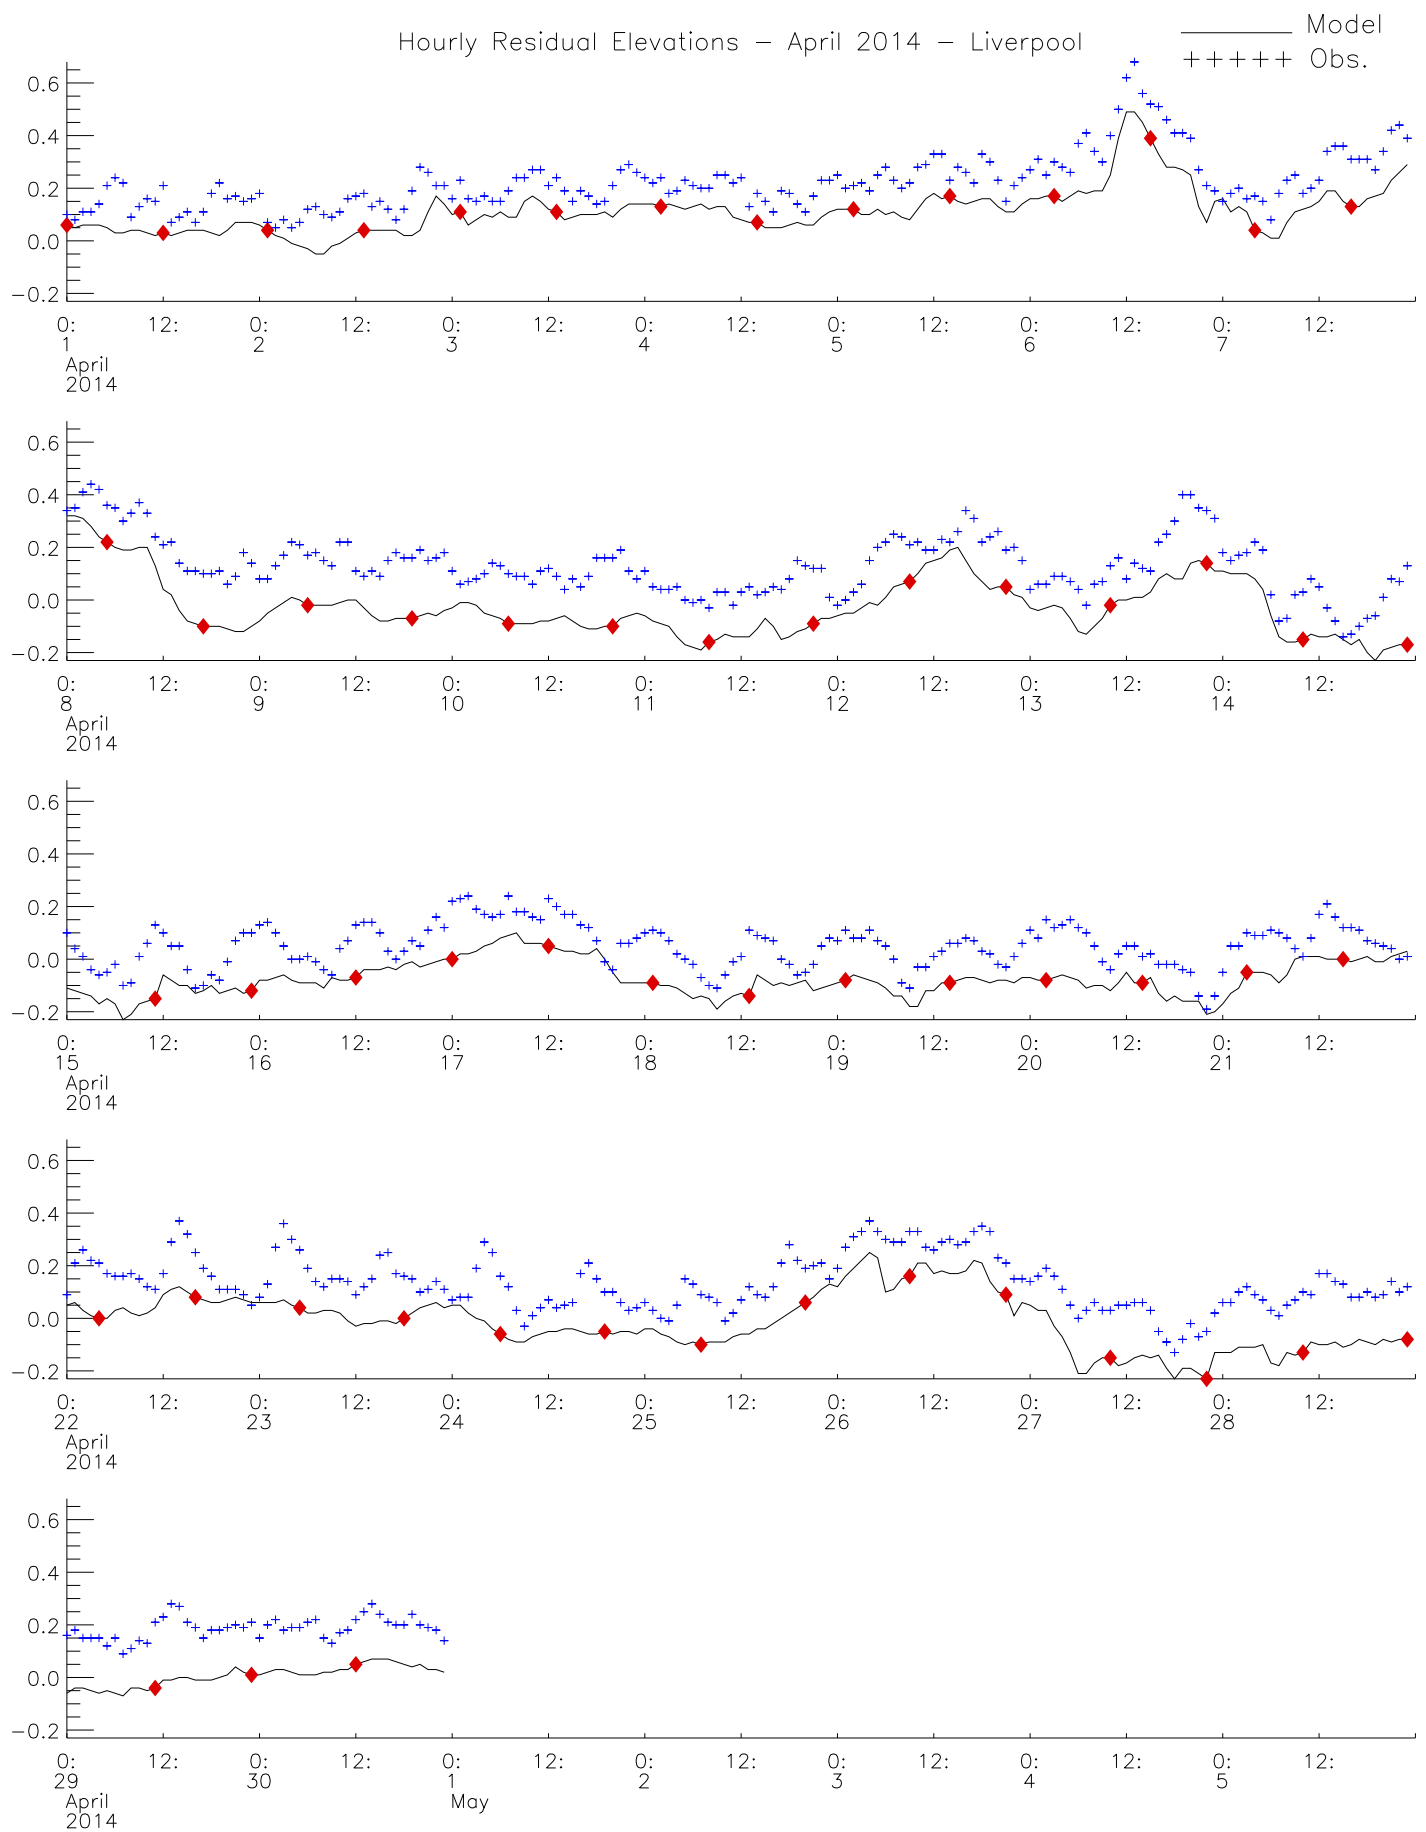 Hourly Residual Elevations – April 2014 – Liverpool
Model
+++++ Obs.
0.6
0.4
0.2
0.0
−0.2
0: 12: 0: 12: 0: 12: 0: 12: 0: 12: 0: 12: 0: 12:
1 2 3 4 5 6 7
April
2014
0.6
0.4
0.2
0.0
−0.2
0: 12: 0: 12: 0: 12: 0: 12: 0: 12: 0: 12: 0: 12:
8 9 10 11 12 13 14
April
2014
0.6
0.4
0.2
0.0
−0.2
0: 12: 0: 12: 0: 12: 0: 12: 0: 12: 0: 12: 0: 12:
15 16 17 18 19 20 21
April
2014
0.6
0.4
0.2
0.0
−0.2
0: 12: 0: 12: 0: 12: 0: 12: 0: 12: 0: 12: 0: 12:
22 23 24 25 26 27 28
April
2014
0.6
0.4
0.2
0.0
−0.2
0: 12: 0: 12: 0: 12: 0: 12: 0: 12: 0: 12: 0: 12:
29 30 1 2 3 4 5
April May
2014